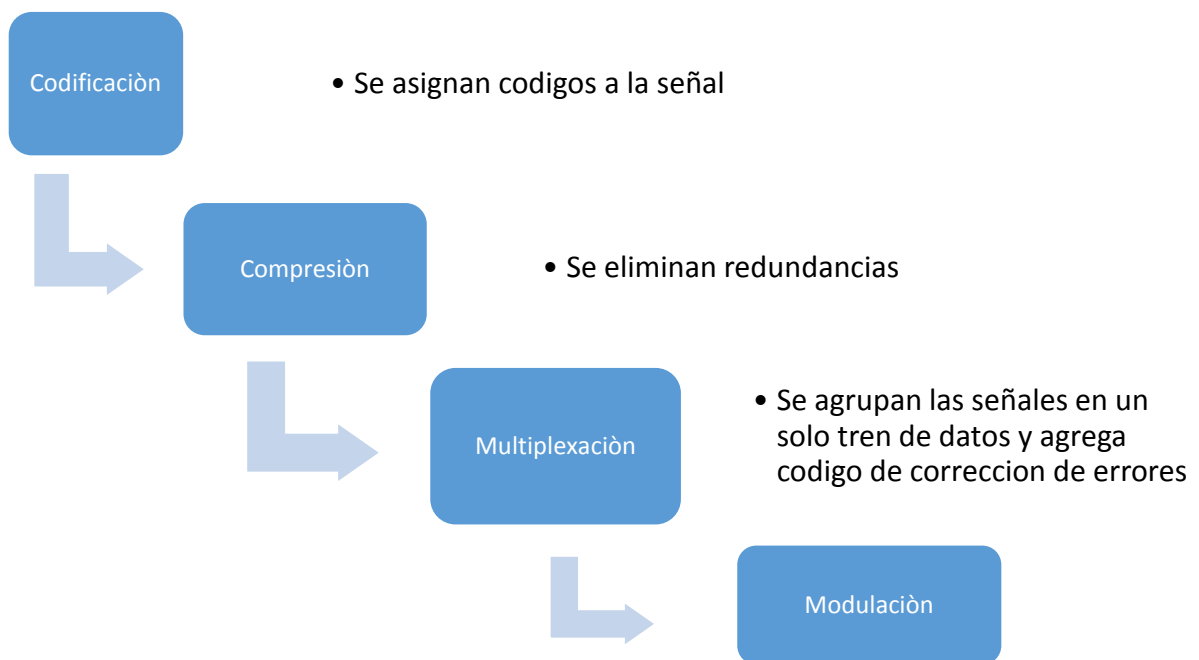 Codificaciòn
• Se asignan codigos a la señal
Compresiòn
• Se eliminan redundancias
Multiplexaciòn
• Se agrupan las señales en un
solo tren de datos y agrega
codigo de correccion de errores
Modulaciòn